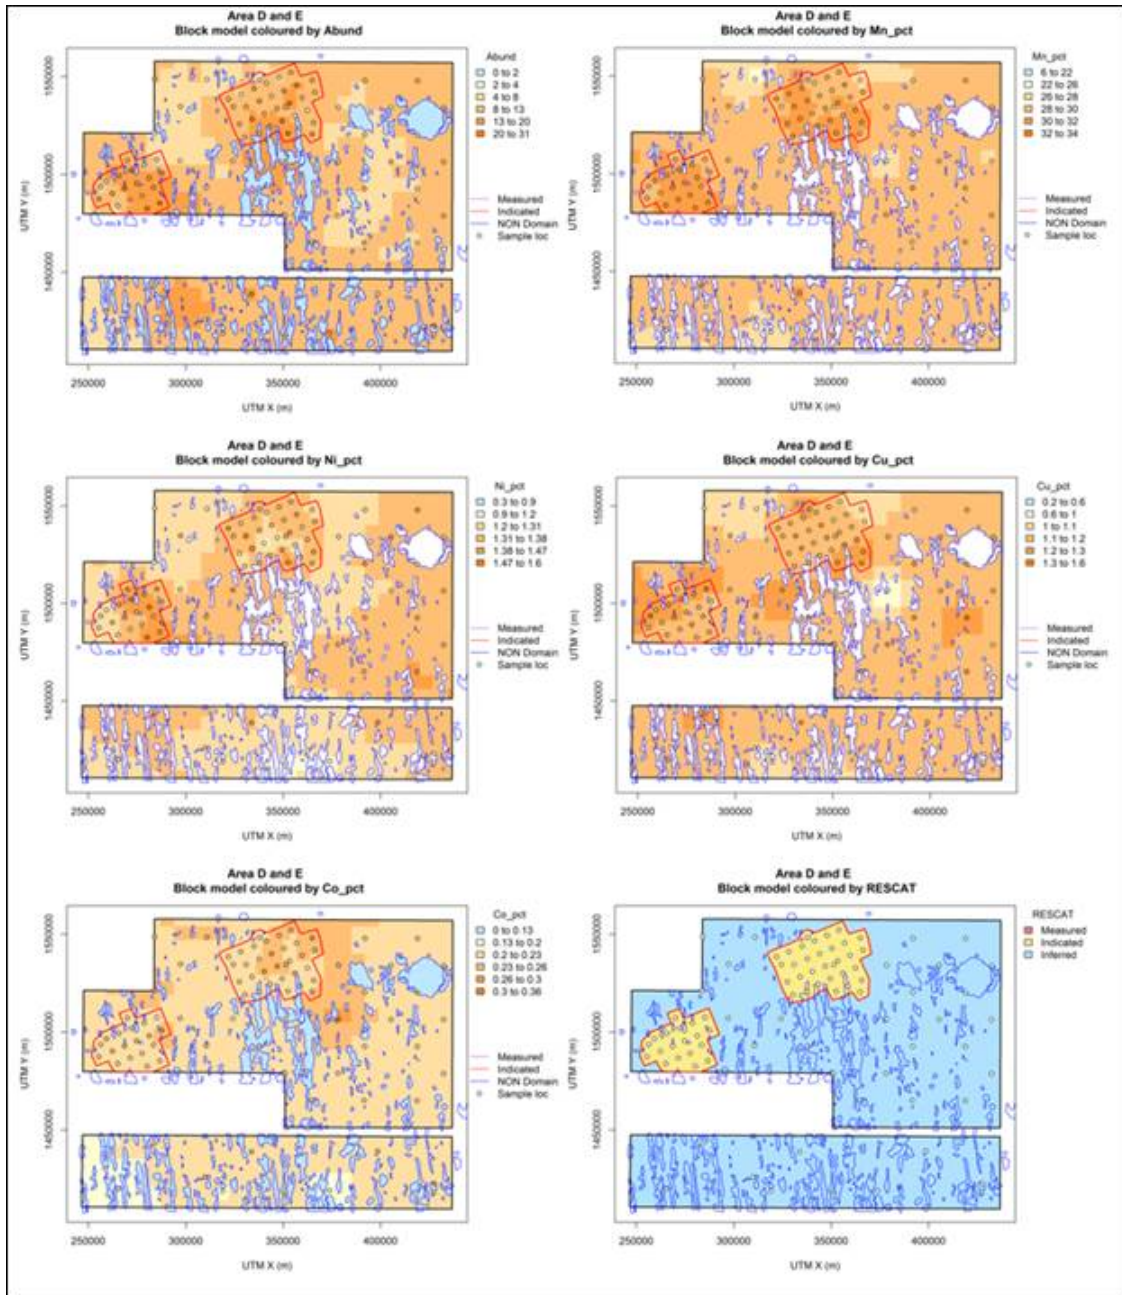 Area D and E
Block model coloured by Abund
Abund
0 to 2
2 to 4
4 to 8
8 to 13
13 to 20
20 to 31
Measured
Indicated
NON Domain
Sample loc
UTM Y (m)
1550000
1500000
1450000
250000 300000 350000 400000
UTM X (m)
Area D and E
Block model coloured by Mn_pct
Mn_pct
6 to 22
22 to 26
26 to 28
28 to 30
30 to 32
32 to 34
Measured
Indicated
NON Domain
Sample loc
UTM Y (m)
1550000
1500000
1450000
250000 300000 350000 400000
UTM X (m)
Area D and E
Block model coloured by Ni_pct
Ni_pct
0.3 to 0.9
0.9 to 1.2
1.2 to 1.31
1.31 to 1.38
1.38 to 1.47
1.47 to 1.6
Measured
Indicated
NON Domain
Sample loc
UTM Y (m)
1550000
1500000
1450000
250000 300000 350000 400000
UTM X (m)
Area D and E
Block model coloured by Cu_pct
Cu_pct
0.2 to 0.6
0.6 to 1
1 to 1.1
1.1 to 1.2
1.2 to 1.3
1.3 to 1.6
Measured
Indicated
NON Domain
Sample loc
UTM Y (m)
1550000
1500000
1450000
250000 300000 350000 400000
UTM X (m)
Area D and E
Block model coloured by Co_pct
Co_pct
0 to 0.13
0.13 to 0.2
0.2 to 0.23
0.23 to 0.26
0.26 to 0.3
0.3 to 0.36
Measured
Indicated
NON Domain
Sample loc
UTM Y (m)
1550000
1500000
1450000
250000 300000 350000 400000
UTM X (m)
Area D and E
Block model coloured by RESCAT
RESCAT
Measured
Indicated
Inferred
Measured
Indicated
NON Domain
Sample loc
UTM Y (m)
1550000
1500000
1450000
250000 300000 350000 400000
UTM X (m)